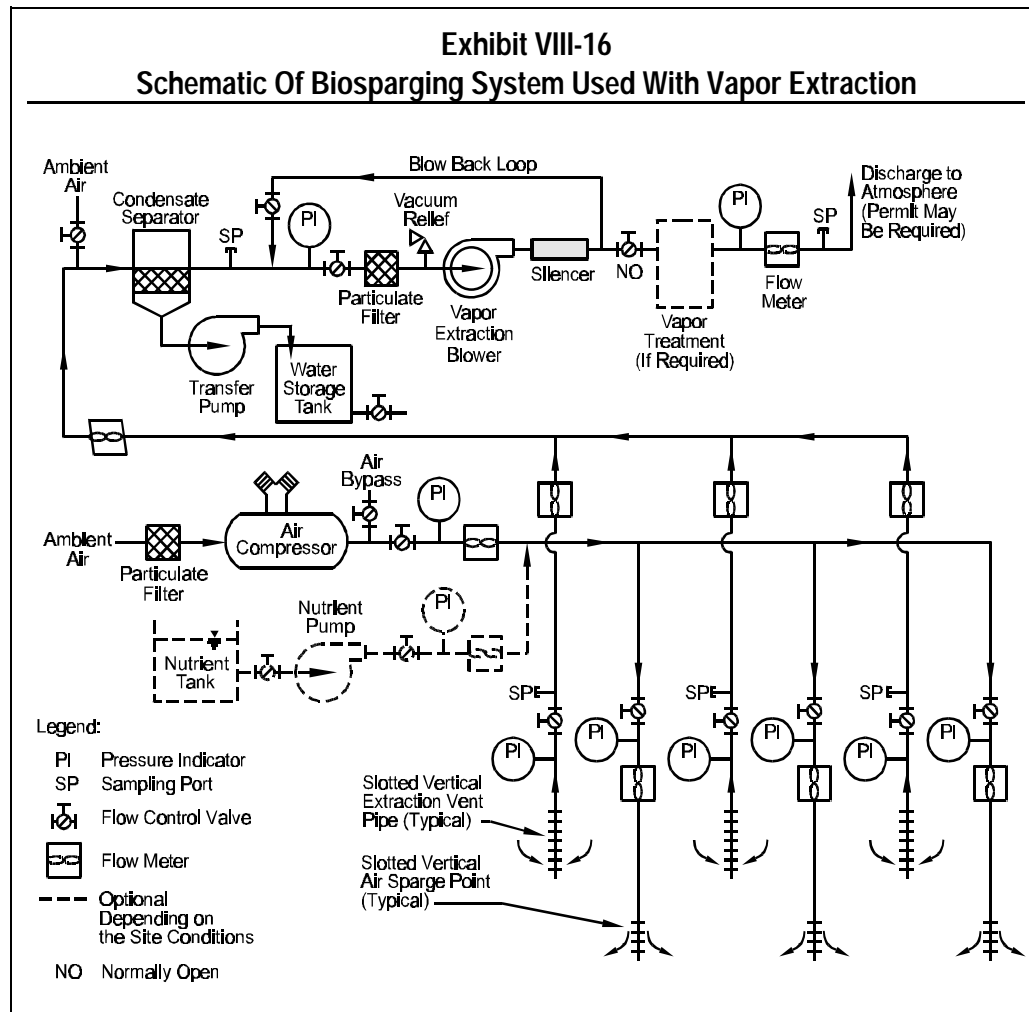 Exhibit VIII-16
Schematic Of Biosparging System Used With Vapor Extraction
Ambient
Air
Condensate
Separator
SP
Blow Back Loop
PI
Vacuum
Relief
Particulate
Filter
Vapor
Extraction
Blower
Silencer
NO
Vapor
Treatment
(If Required)
PI
Flow
Meter
SP
Discharge to
Atmosphere
(Permit May
Be Required)
Transfer
Pump
Water
Storage
Tank
Ambient
Air
Particulate
Filter
Air
Compressor
Air
Bypass
PI
Nutrient
Tank
Nutrient
Pump
PI
SP
SP
SP
PI
PI
PI
PI
PI
PI
Slotted Vertical
Extraction Vent
Pipe (Typical)
Slotted Vertical
Air Sparge Point
(Typical)
Legend:
PI Pressure Indicator
SP Sampling Port
Flow Control Valve
Flow Meter
Optional
Depending on
the Site Conditions
NO Normally Open